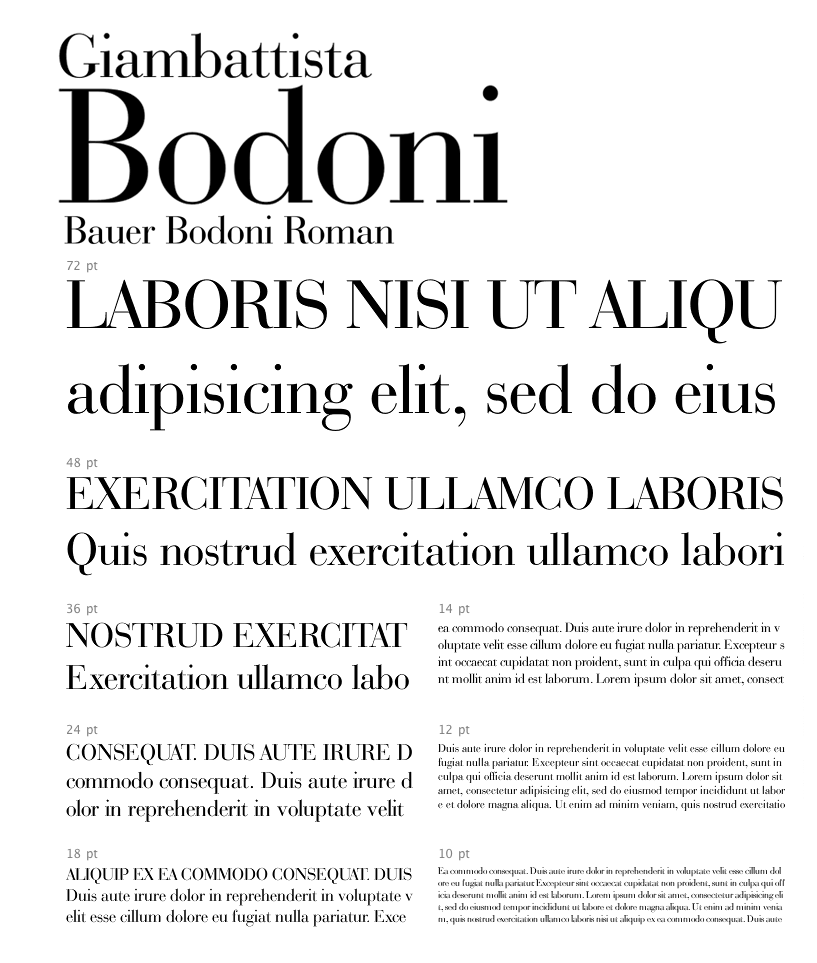 Giambattista
Bodoni
Bauer Bodoni Roman
72 pt
LABORIS NISI UT ALIQU
adipisicing elit, sed do eius
48 pt
EXERCITATION ULLAMCO LABORIS
Quis nostrud exercitation ullamco labori
36 pt
NOSTRUD EXERCITAT
Exercitation ullamco labo
24 pt
CONSEQUAT. DUIS AUTE IRURE D
commodo consequat. Duis aute irure d
olor in reprehenderit in voluptate velit
18 pt
ALIQUIP EX EA COMMODO CONSEQUAT. DUIS
Duis aute irure dolor in reprehenderit in voluptate v
elit esse cillum dolore eu fugiat nulla pariatur. Exce
14 pt
ea commodo consequat. Duis aute irure dolor in reprehenderit in v
oluptate velit esse cillum dolore eu fugiat nulla pariatur. Excepteur s
int occaecat cupidatat non proident, sunt in culpa qui officia deseru
nt mollit anim id est laborum. Lorem ipsum dolor sit amet, consect
12 pt
Duis aute irure dolor in reprehenderit in voluptate velit esse cillum dolore eu
fugiat nulla pariatur. Excepteur sint occaecat cupidatat non proident, sunt in
culpa qui officia deserunt mollit anim id est laborum. Lorem ipsum dolor sit
amet, consectetur adipisicing elit, sed do eiusmod tempor incididunt ut labor
e et dolore magna aliqua. Ut enim ad minim veniam, quis nostrud exercitatio
10 pt
Ea commodo consequat. Duis aute irure dolor in reprehenderit in voluptate velit esse cillum dol
ore eu fugiat nulla pariatur. Excepteur sint occaecat cupidatat non proident, sunt in culpa qui off
icia deserunt mollit anim id est laborum. Lorem ipsum dolor sit amet, consectetur adipisicing eli
t, sed do eiusmod tempor incididunt ut labore et dolore magna aliqua. Ut enim ad minim venia
m, quis nostrud exercitation ullamco laboris nisi ut aliquip ex ea commodo consequat. Duis aute